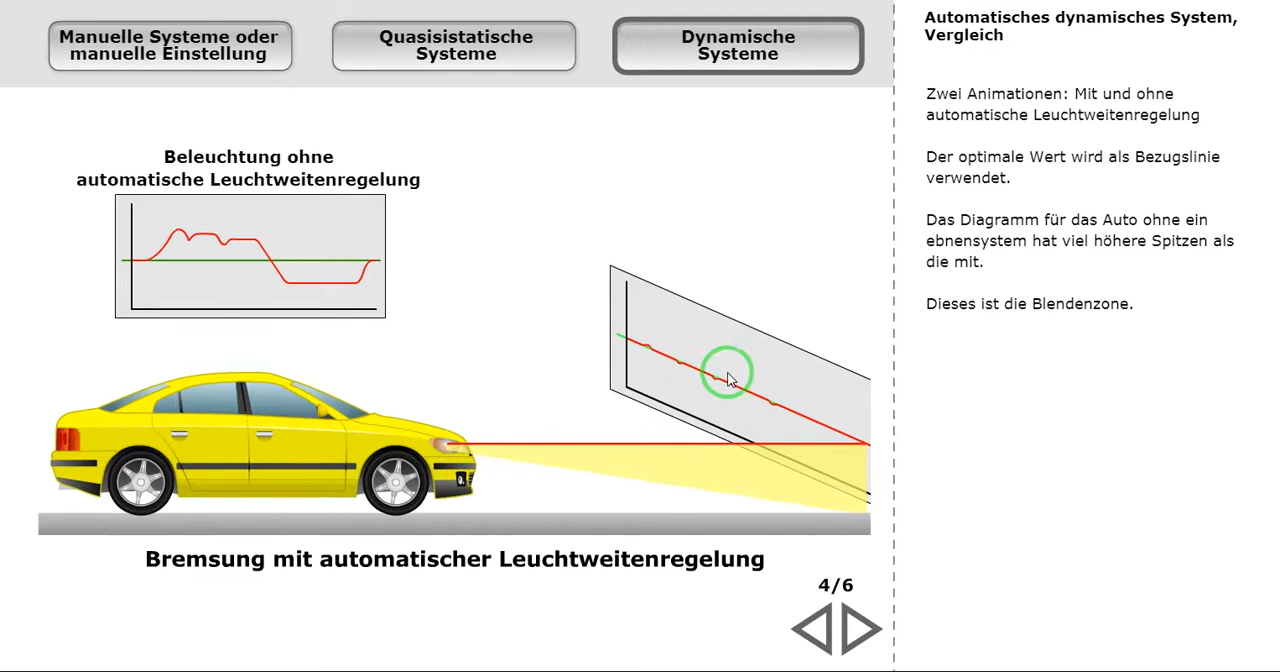 Manuelle Systeme oder
manuelle Einstellung
Quasisistatische
Systeme
Dynamische
Systeme
Beleuchtung ohne
automatische Leuchtweitenregelung
Bremsung mit automatischer Leuchtweitenregelung
4/6
Automatisches dynamisches System,
Vergleich
Zwei Animationen: Mit und ohne
automatische Leuchtweitenregelung
Der optimale Wert wird als Bezugslinie
verwendet.
Das Diagramm für das Auto ohne ein
ebnensystem hat viel höhere Spitzen als
die mit.
Dieses ist die Blendenzone.